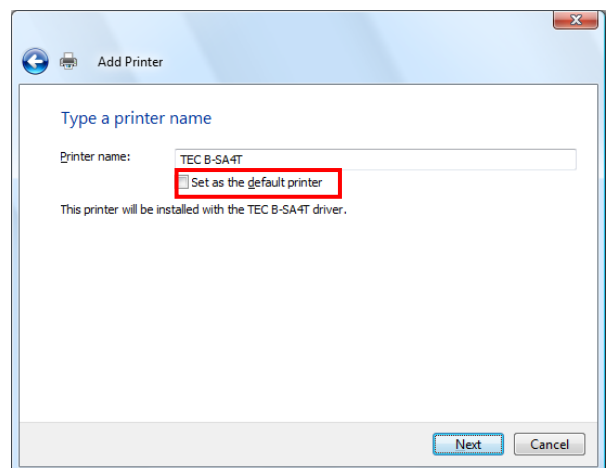 Add Printer
Type a printer name
Printer name: TEC B-SA4T
Set as the default printer
This printer will be installed with the TEC B-SA4T driver.
Next Cancel